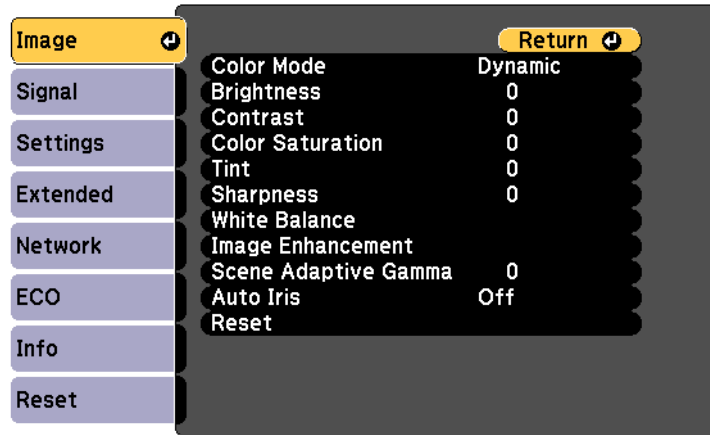 Image
Signal
Settings
Extended
Network
ECO
Info
Reset
Return
Color Mode Dynamic
Brightness 0
Contrast 0
Color Saturation 0
Tint 0
Sharpness 0
White Balance
Image Enhancement
Scene Adaptive Gamma 0
Auto Iris Off
Reset